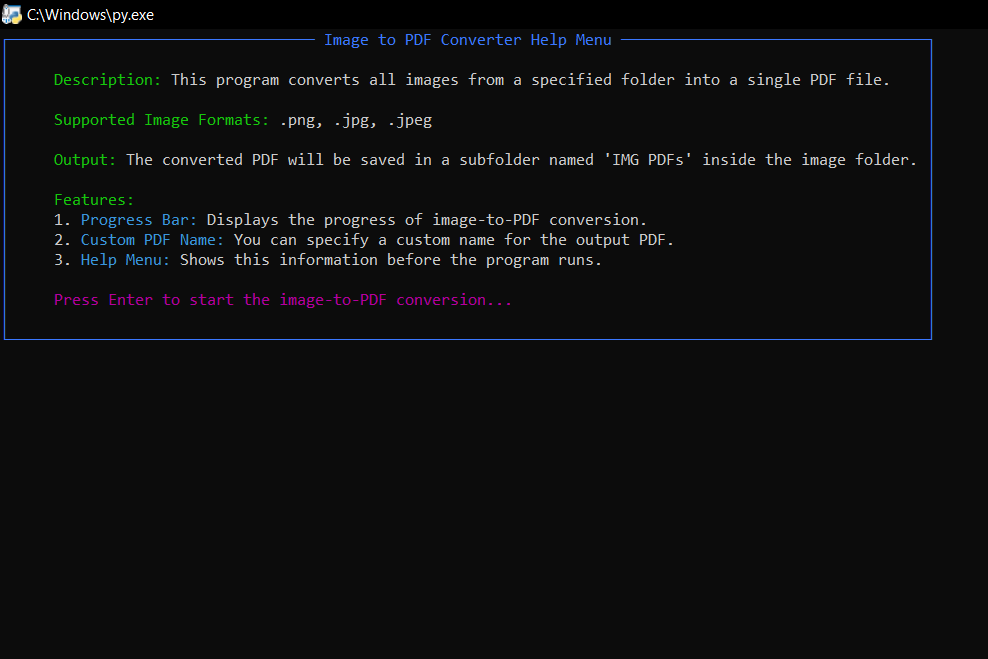 C:\Windows\py.exe
Image to PDF Converter Help Menu
Description: This program converts all images from a specified folder into a single PDF file.
Supported Image Formats: .png, .jpg, .jpeg
Output: The converted PDF will be saved in a subfolder named 'IMG PDFs' inside the image folder.
Features:
1. Progress Bar: Displays the progress of image-to-PDF conversion.
2. Custom PDF Name: You can specify a custom name for the output PDF.
3. Help Menu: Shows this information before the program runs.
Press Enter to start the image-to-PDF conversion...